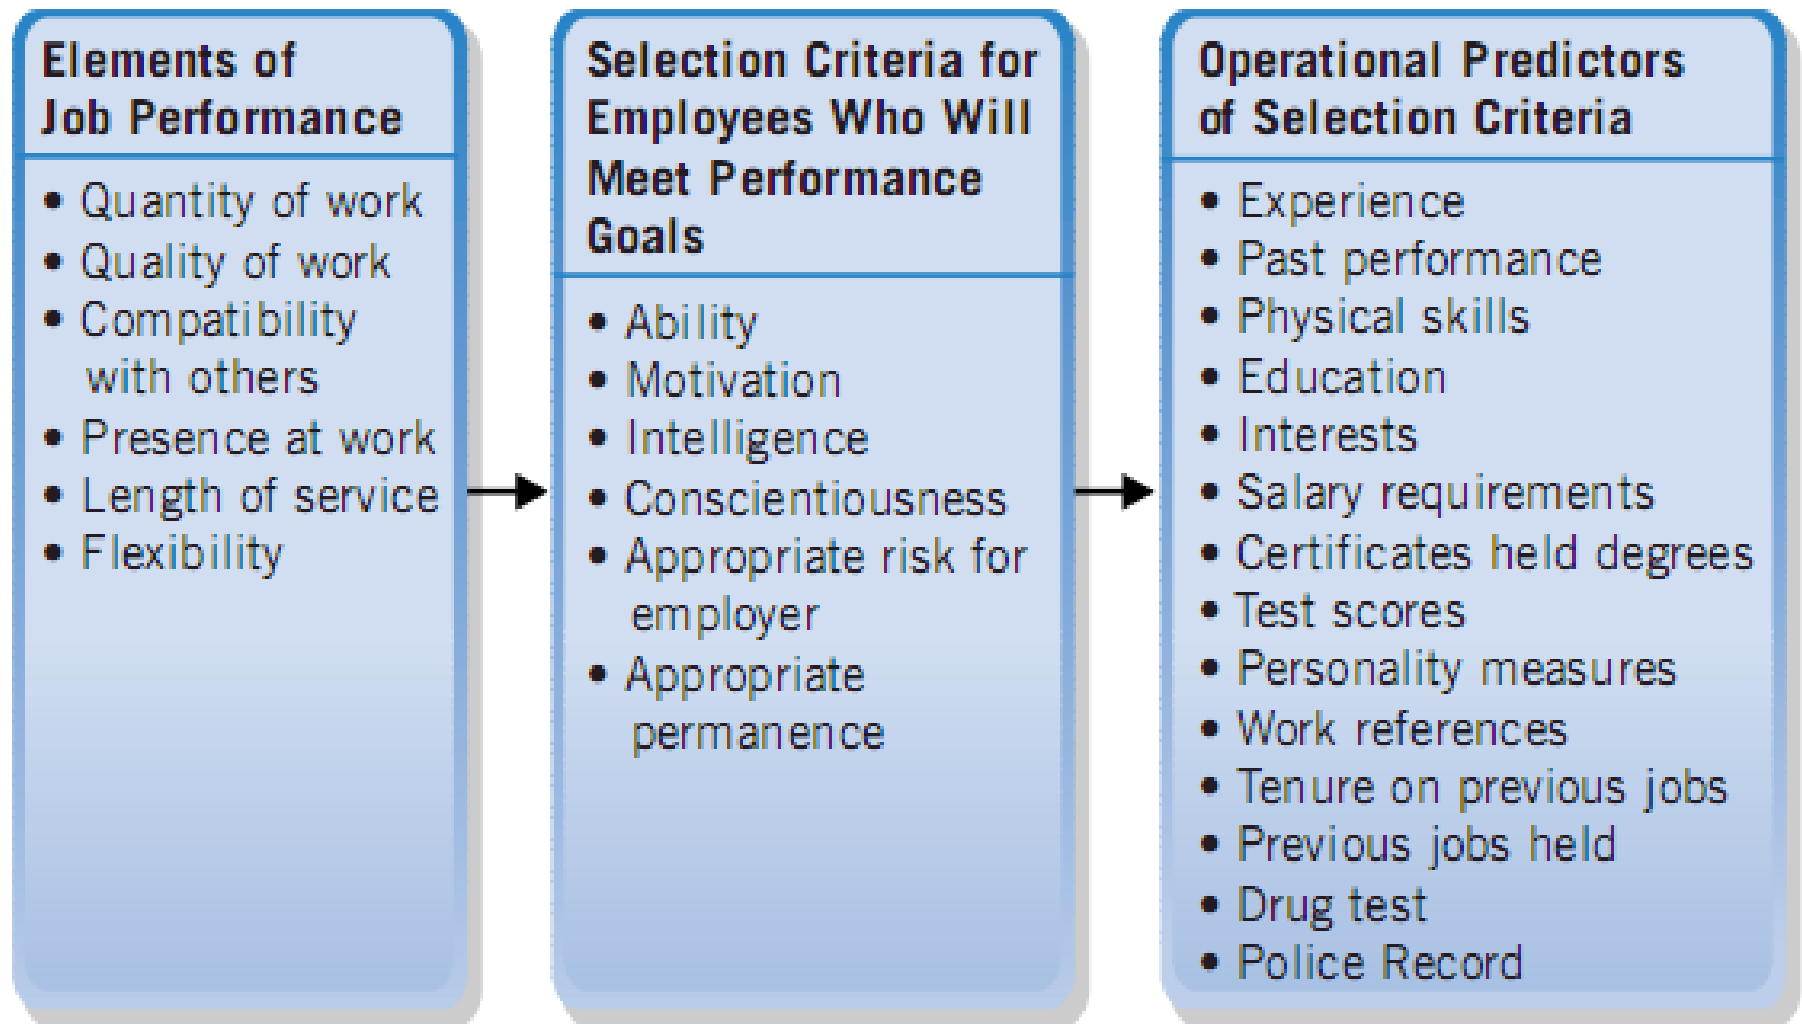 Elements of
Job Performance
• Quantity of work
• Quality of work
• Compatibility
with others
• Presence at work
• Length of service
• Flexibility
Selection Criteria for
Employees Who Will
Meet Performance
Goals
• Ability
• Motivation
• Intelligence
• Conscientiousness
• Appropriate risk for
employer
• Appropriate
permanence
Operational Predictors
of Selection Criteria
• Experience
• Past performance
• Physical skills
• Education
• Interests
• Salary requirements
• Certificates held degrees
• Test scores
• Personality measures
• Work references
• Tenure on previous jobs
• Previous jobs held
• Drug test
• Police Record